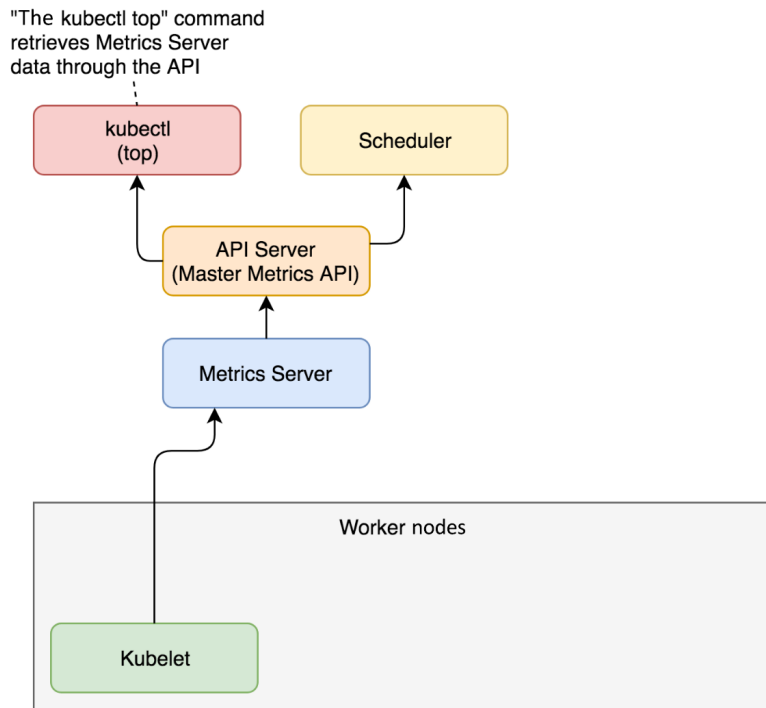 "The kubectl top" command
retrieves Metrics Server
data through the API
kubectl
(top)
Scheduler
API Server
(Master Metrics API)
Metrics Server
Worker nodes
Kubelet